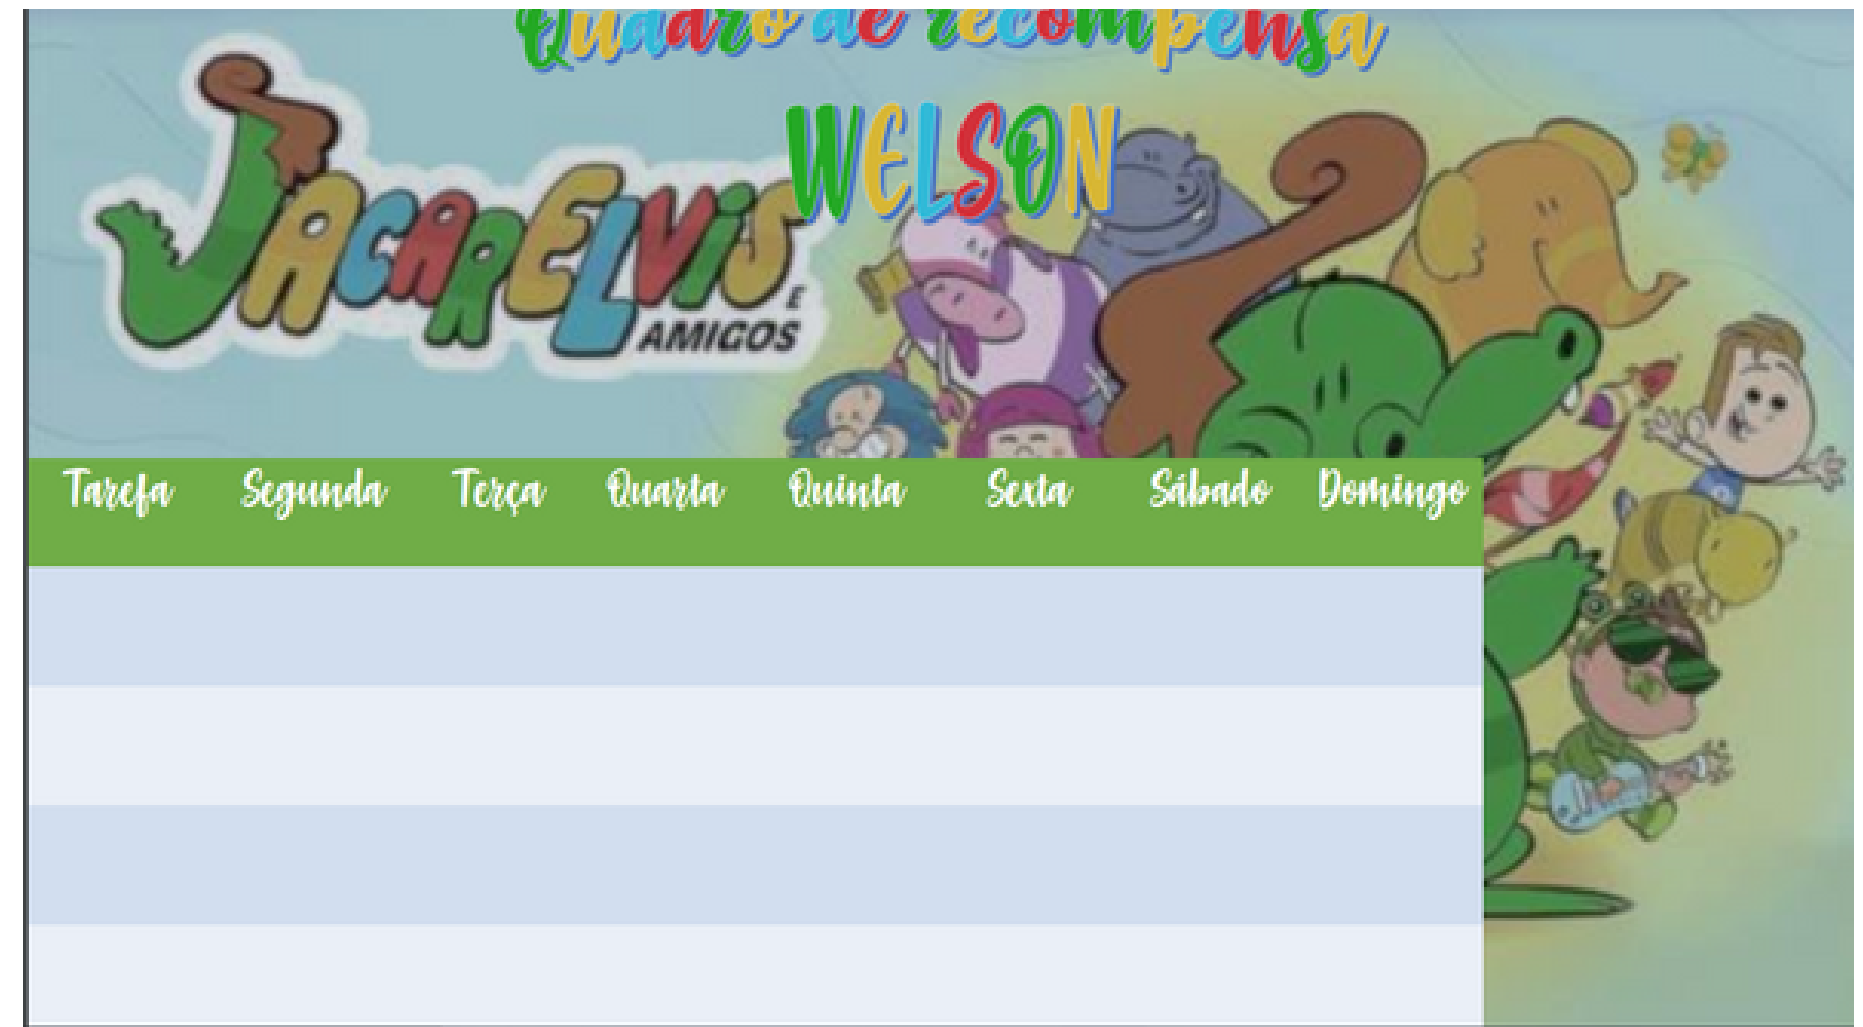 Quadro de recompensa
WELSON
JACARELVIS
E
AMIGOS
Tarefa Segunda Terça Quarta Quinta Sexta Sábado Domingo